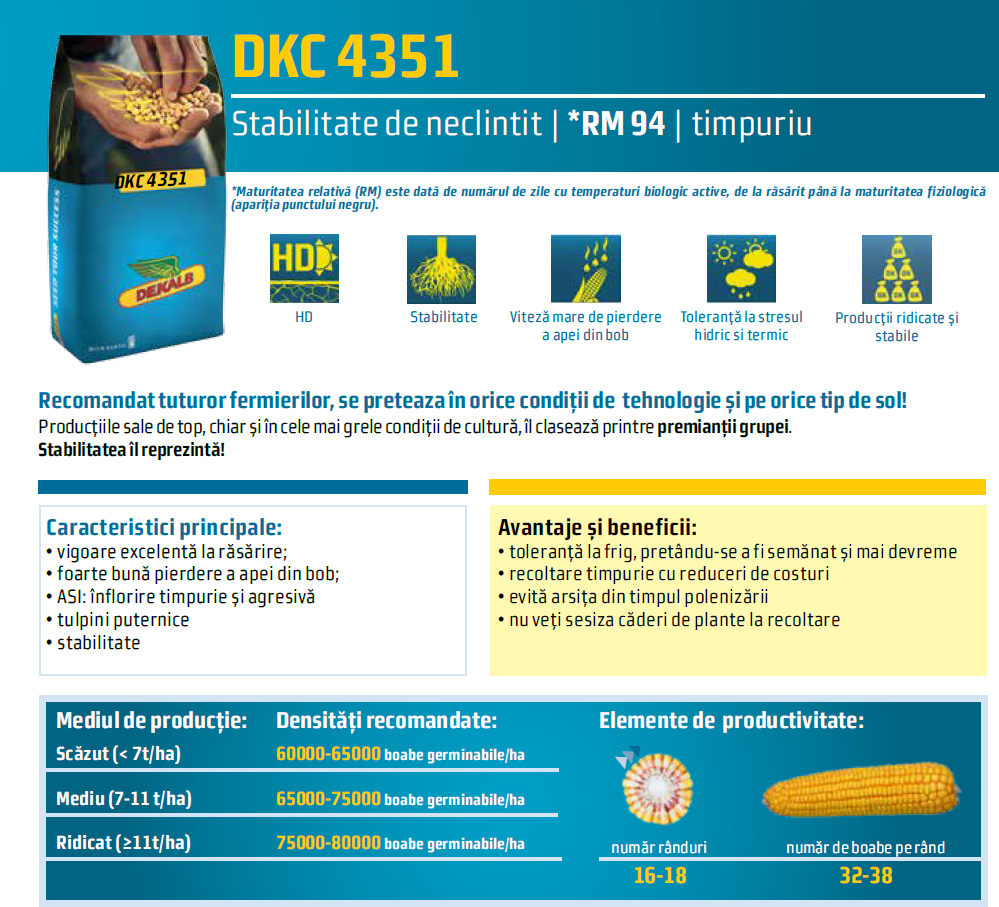 DKC 4351
Stabilitate de neclintit | *RM 94 | timpuriu
DKC 4351
SEED YOUR SUCCESS
DEKALB
MONSANTO
*Maturitatea relativă (RM) este dată de numărul de zile cu temperaturi biologic active, de la răsărit până la maturitatea fiziologică
(apariția punctului negru).
HD
HD
Stabilitate
Viteză mare de pierdere
a apei din bob
Toleranță la stresul
hidric si termic
Producții ridicate și
stabile
Recomandat tuturor fermierilor, se preteaza în orice condiții de tehnologie și pe orice tip de sol!
Producțiile sale de top, chiar și în cele mai grele condiții de cultură, îl clasează printre premianții grupei.
Stabilitatea îl reprezintă!
Caracteristici principale:
• vigoare excelentă la răsărire;
• foarte bună pierdere a apei din bob;
• ASI: înflorire timpurie și agresivă
• tulpini puternice
• stabilitate
Avantaje și beneficii:
• toleranță la frig, pretându-se a fi semănat și mai devreme
• recoltare timpurie cu reduceri de costuri
• evită arsița din timpul polenizării
• nu veți sesiza căderi de plante la recoltare
Mediul de producție: Densități recomandate:
Scăzut (< 7t/ha) 60000-65000 boabe germinabile/ha
Mediu (7-11 t/ha) 65000-75000 boabe germinabile/ha
Ridicat (≥11t/ha) 75000-80000 boabe germinabile/ha
Elemente de productivitate:
număr rânduri număr de boabe pe rând
16-18 32-38